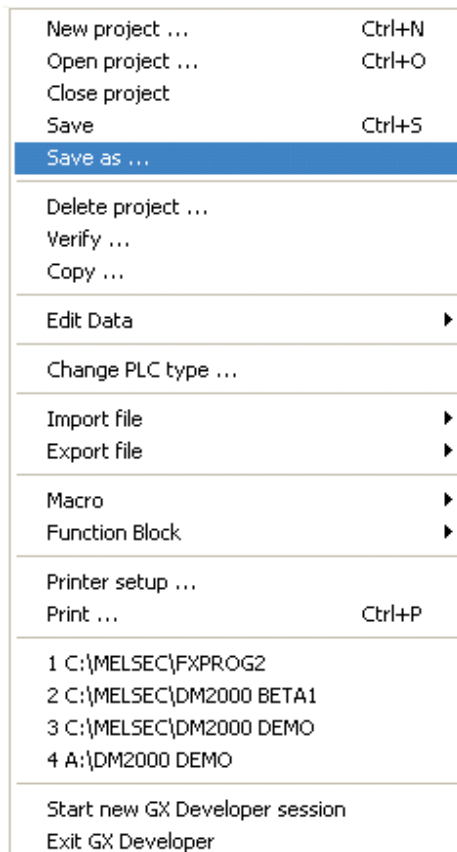 New project ... Ctrl+N
Open project ... Ctrl+O
Close project
Save Ctrl+S
Save as ...
Delete project ...
Verify ...
Copy ...
Edit Data
Change PLC type ...
Import file
Export file
Macro
Function Block
Printer setup ...
Print ... Ctrl+P
1 C:\MELSEC\FXPROG2
2 C:\MELSEC\DM2000 BETA1
3 C:\MELSEC\DM2000 DEMO
4 A:\DM2000 DEMO
Start new GX Developer session
Exit GX Developer